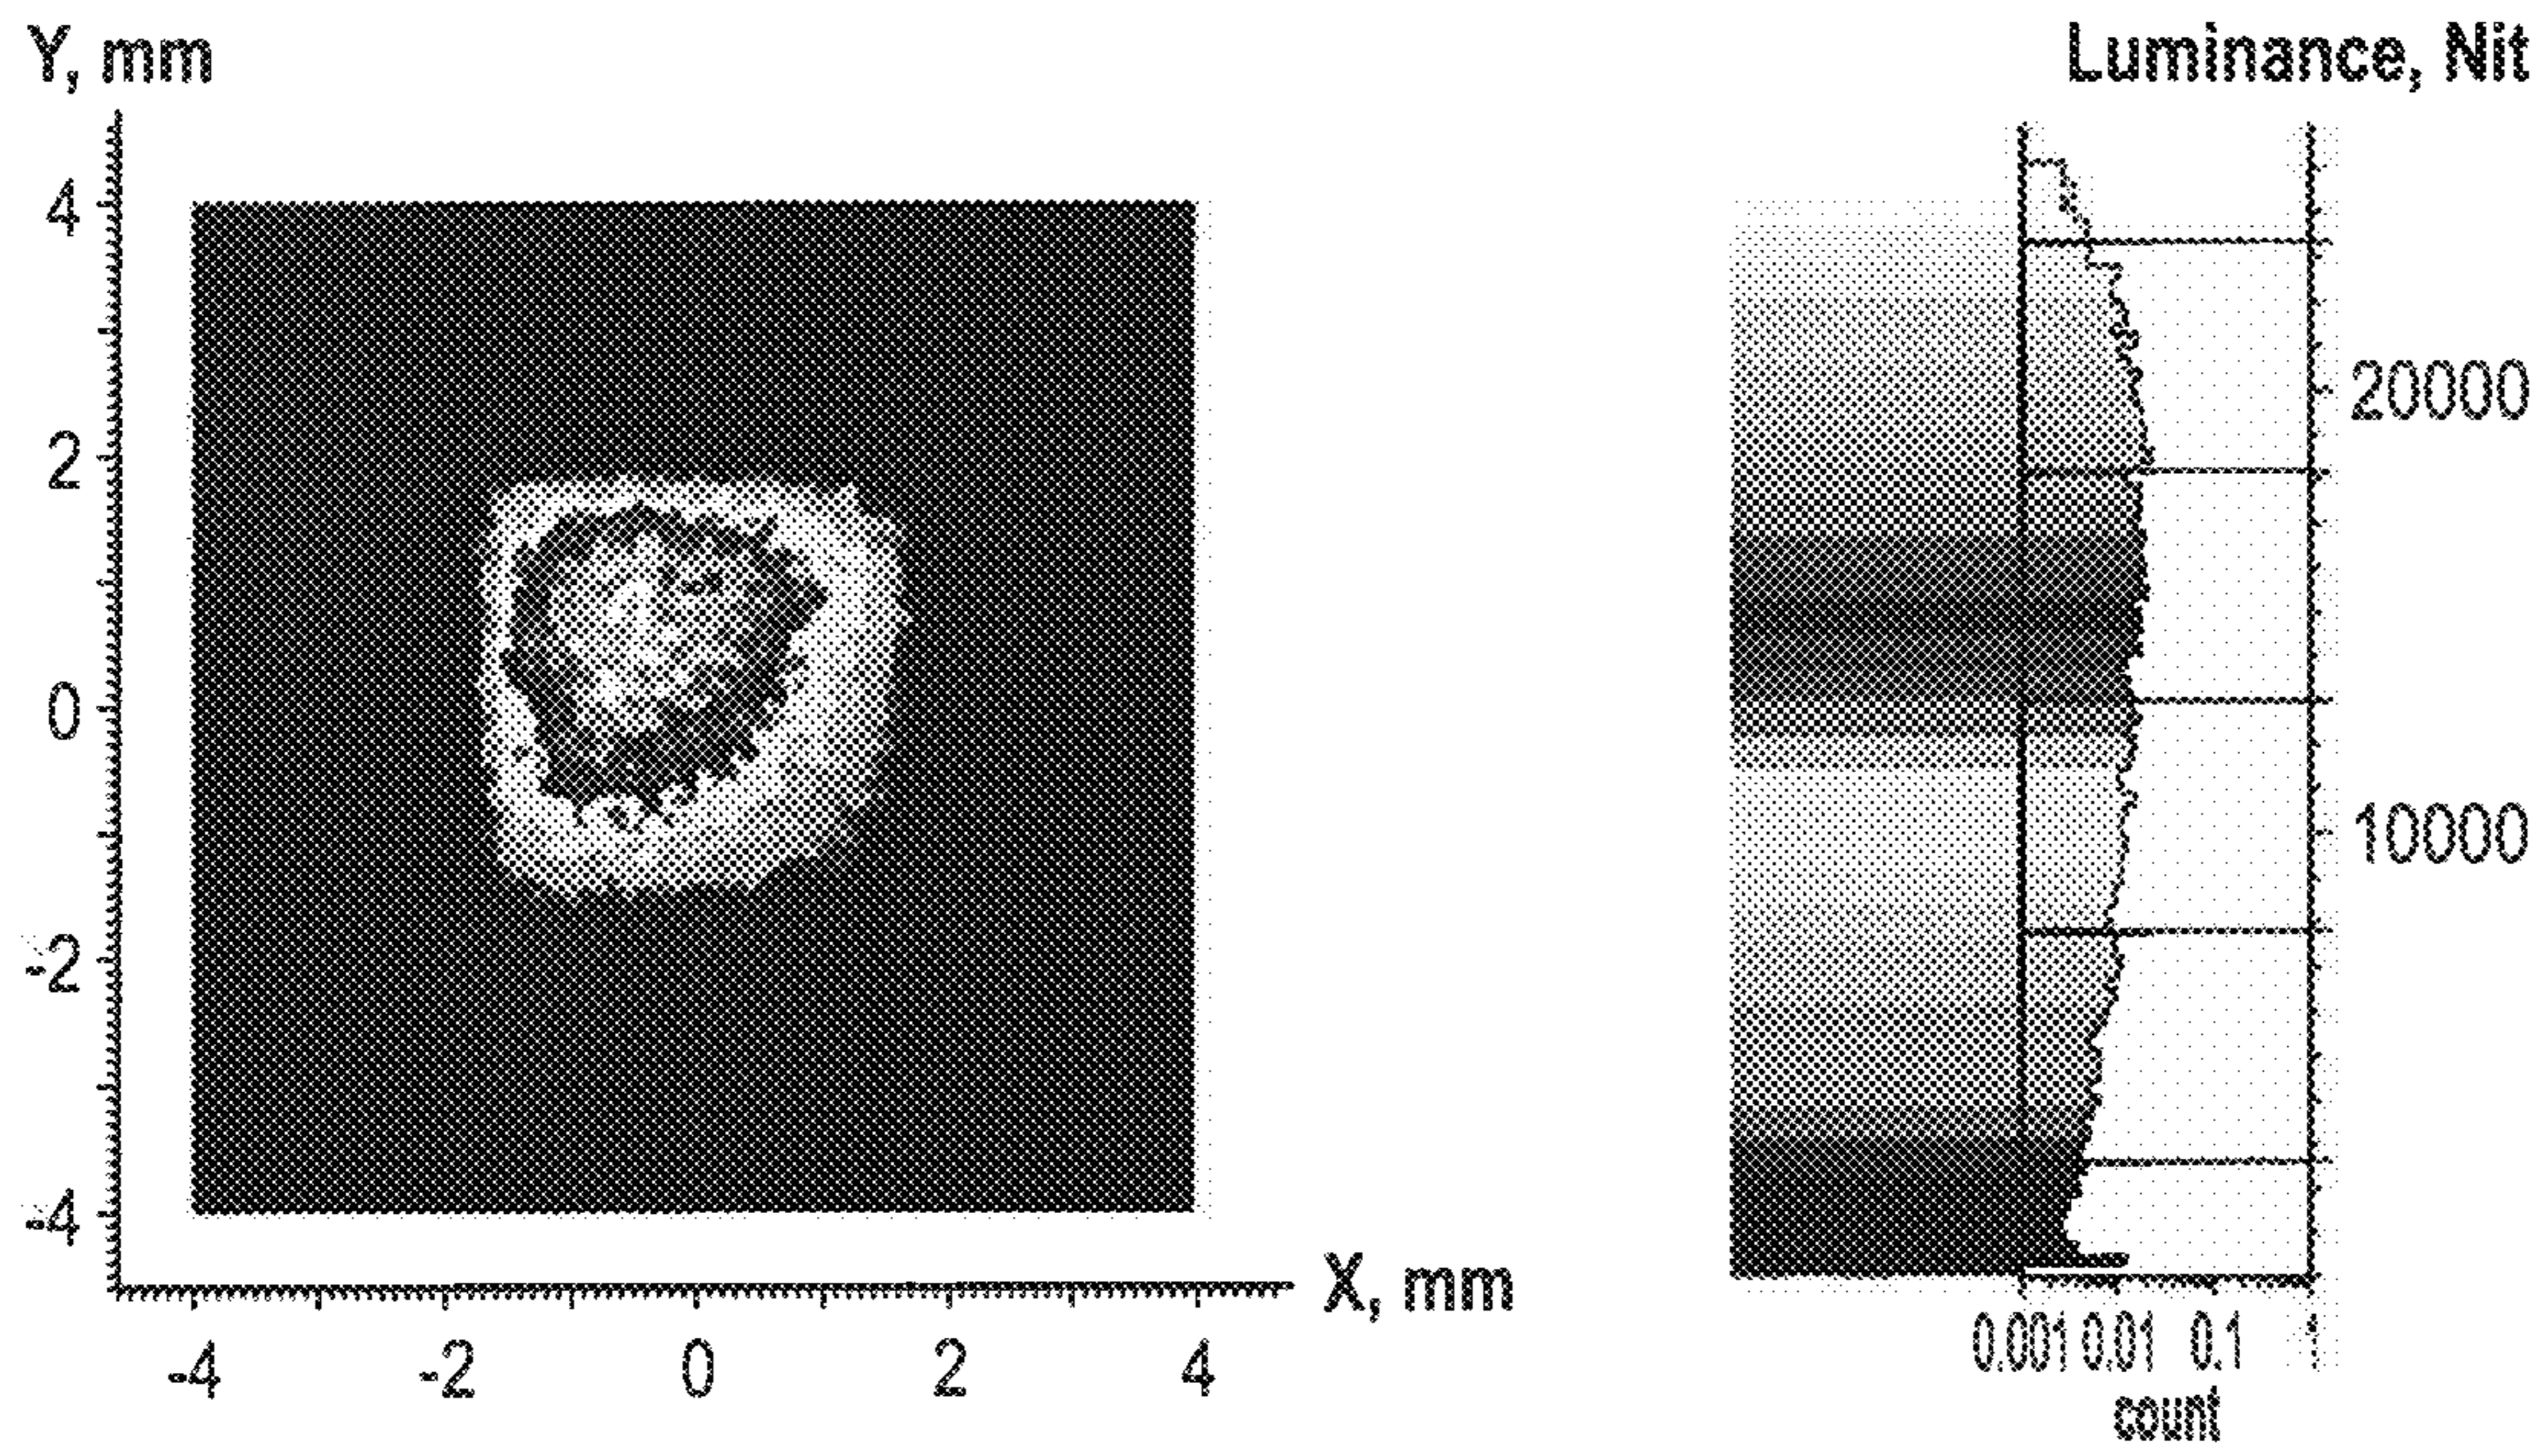 Y, mm
Luminance, Nit
4
2
0
-2
-4
20000
10000
X, mm
-4 -2 0 2 4
0.001 0.01 0.1 1
count